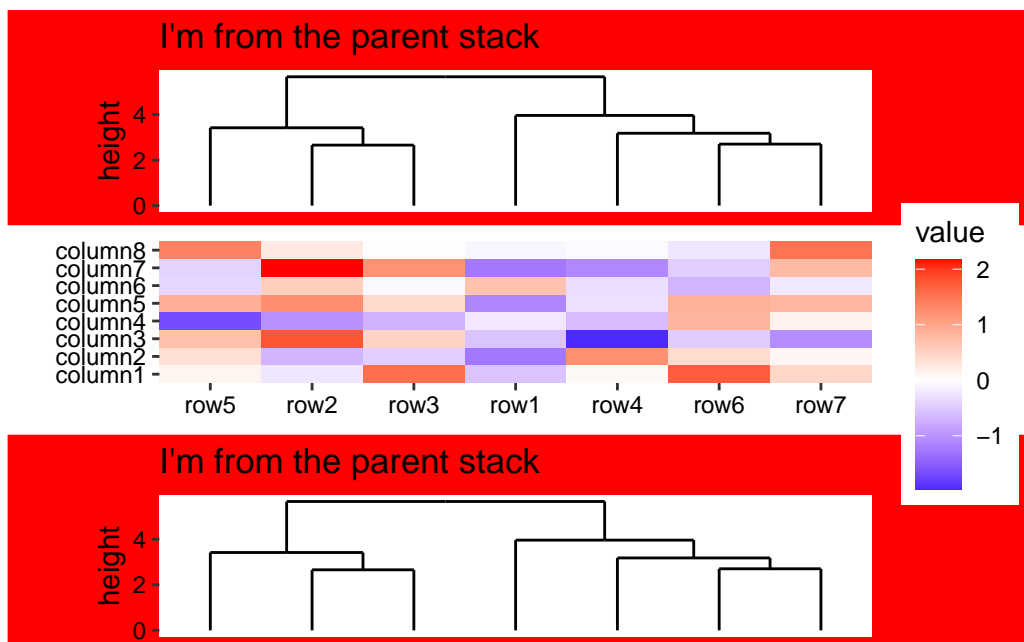 I'm from the parent stack
height
4
2
0
column8
column7
column6
column5
column4
column3
column2
column1
row5 row2 row3 row1 row4 row6 row7
value
2
1
0
−1
I'm from the parent stack
height
4
2
0